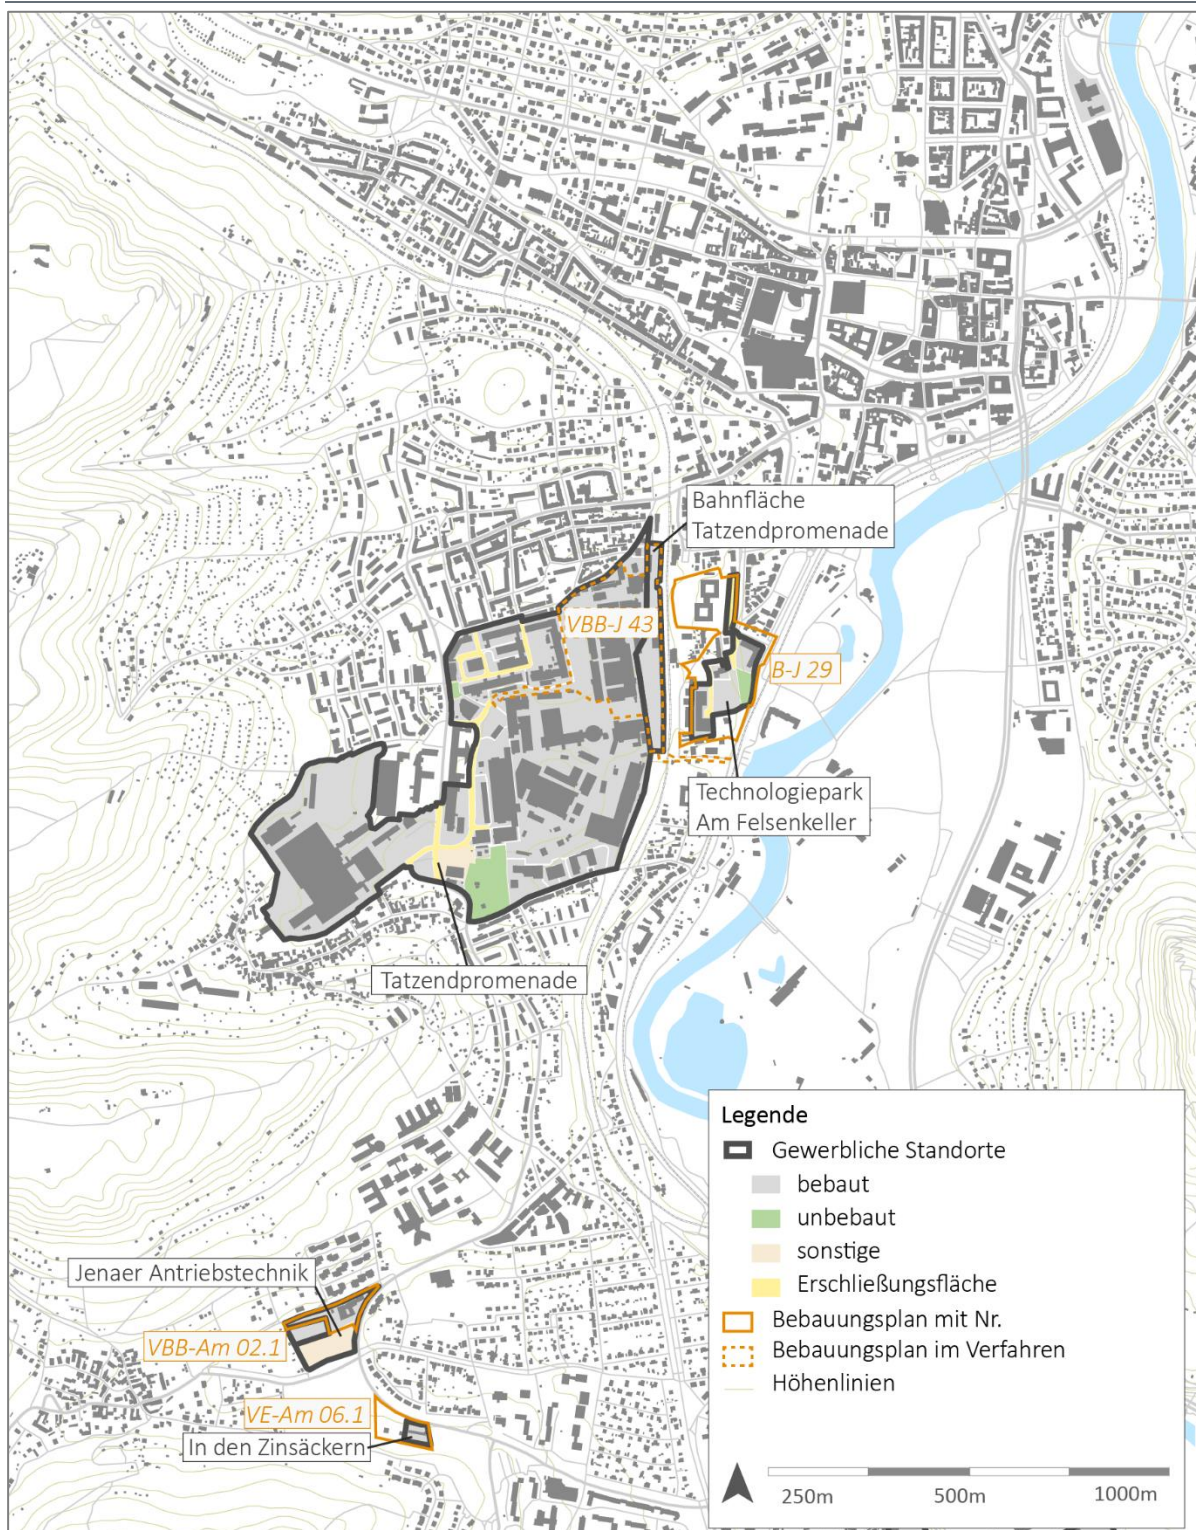 Bahnfläche
Tatzendpromenade
VBB-J 43
B-J 29
Technologiepark
Am Felsenkeller
Tatzendpromenade
Jenaer Antriebstechnik
VBB-Am 02.1
VE-Am 06.1
In den Zinsäckern
Legende
Gewerbliche Standorte
bebaut
unbebaut
sonstige
Erschließungsfläche
Bebauungsplan mit Nr.
Bebauungsplan im Verfahren
Höhenlinien
250m 500m 1000m